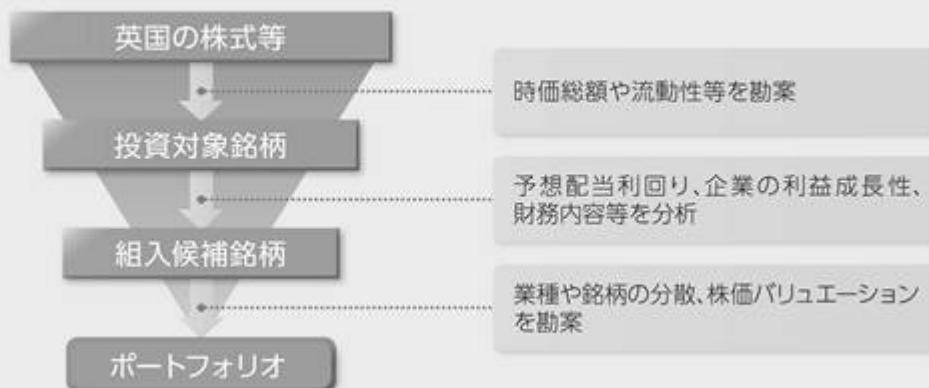 英国の株式等
時価総額や流動性等を勘案
投資対象銘柄
予想配当利回り、企業の利益成長性、
財務内容等を分析
組入候補銘柄
業種や銘柄の分散、株価バリュエーション
を勘案
ポートフォリオ